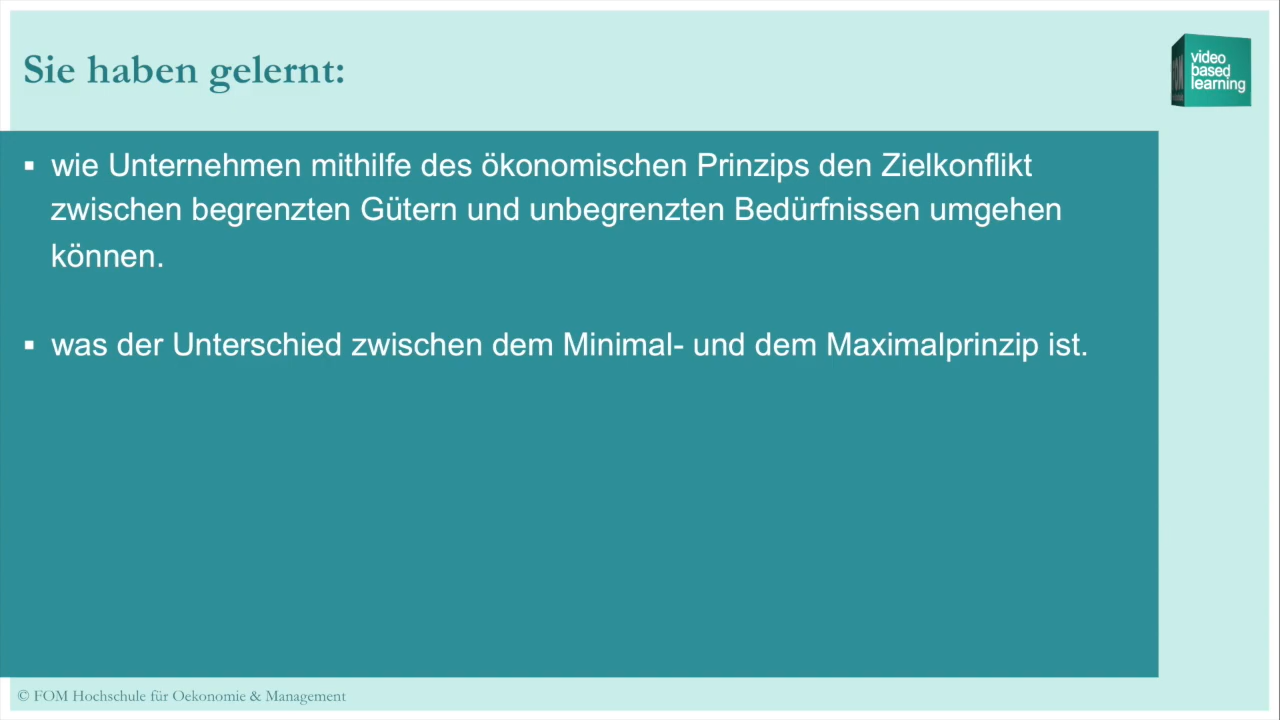 Sie haben gelernt:
video
based
learning
▪ wie Unternehmen mithilfe des ökonomischen Prinzips den Zielkonflikt
zwischen begrenzten Gütern und unbegrenzten Bedürfnissen umgehen
können.
▪ was der Unterschied zwischen dem Minimal- und dem Maximalprinzip ist.
© FOM Hochschule für Oekonomie & Management